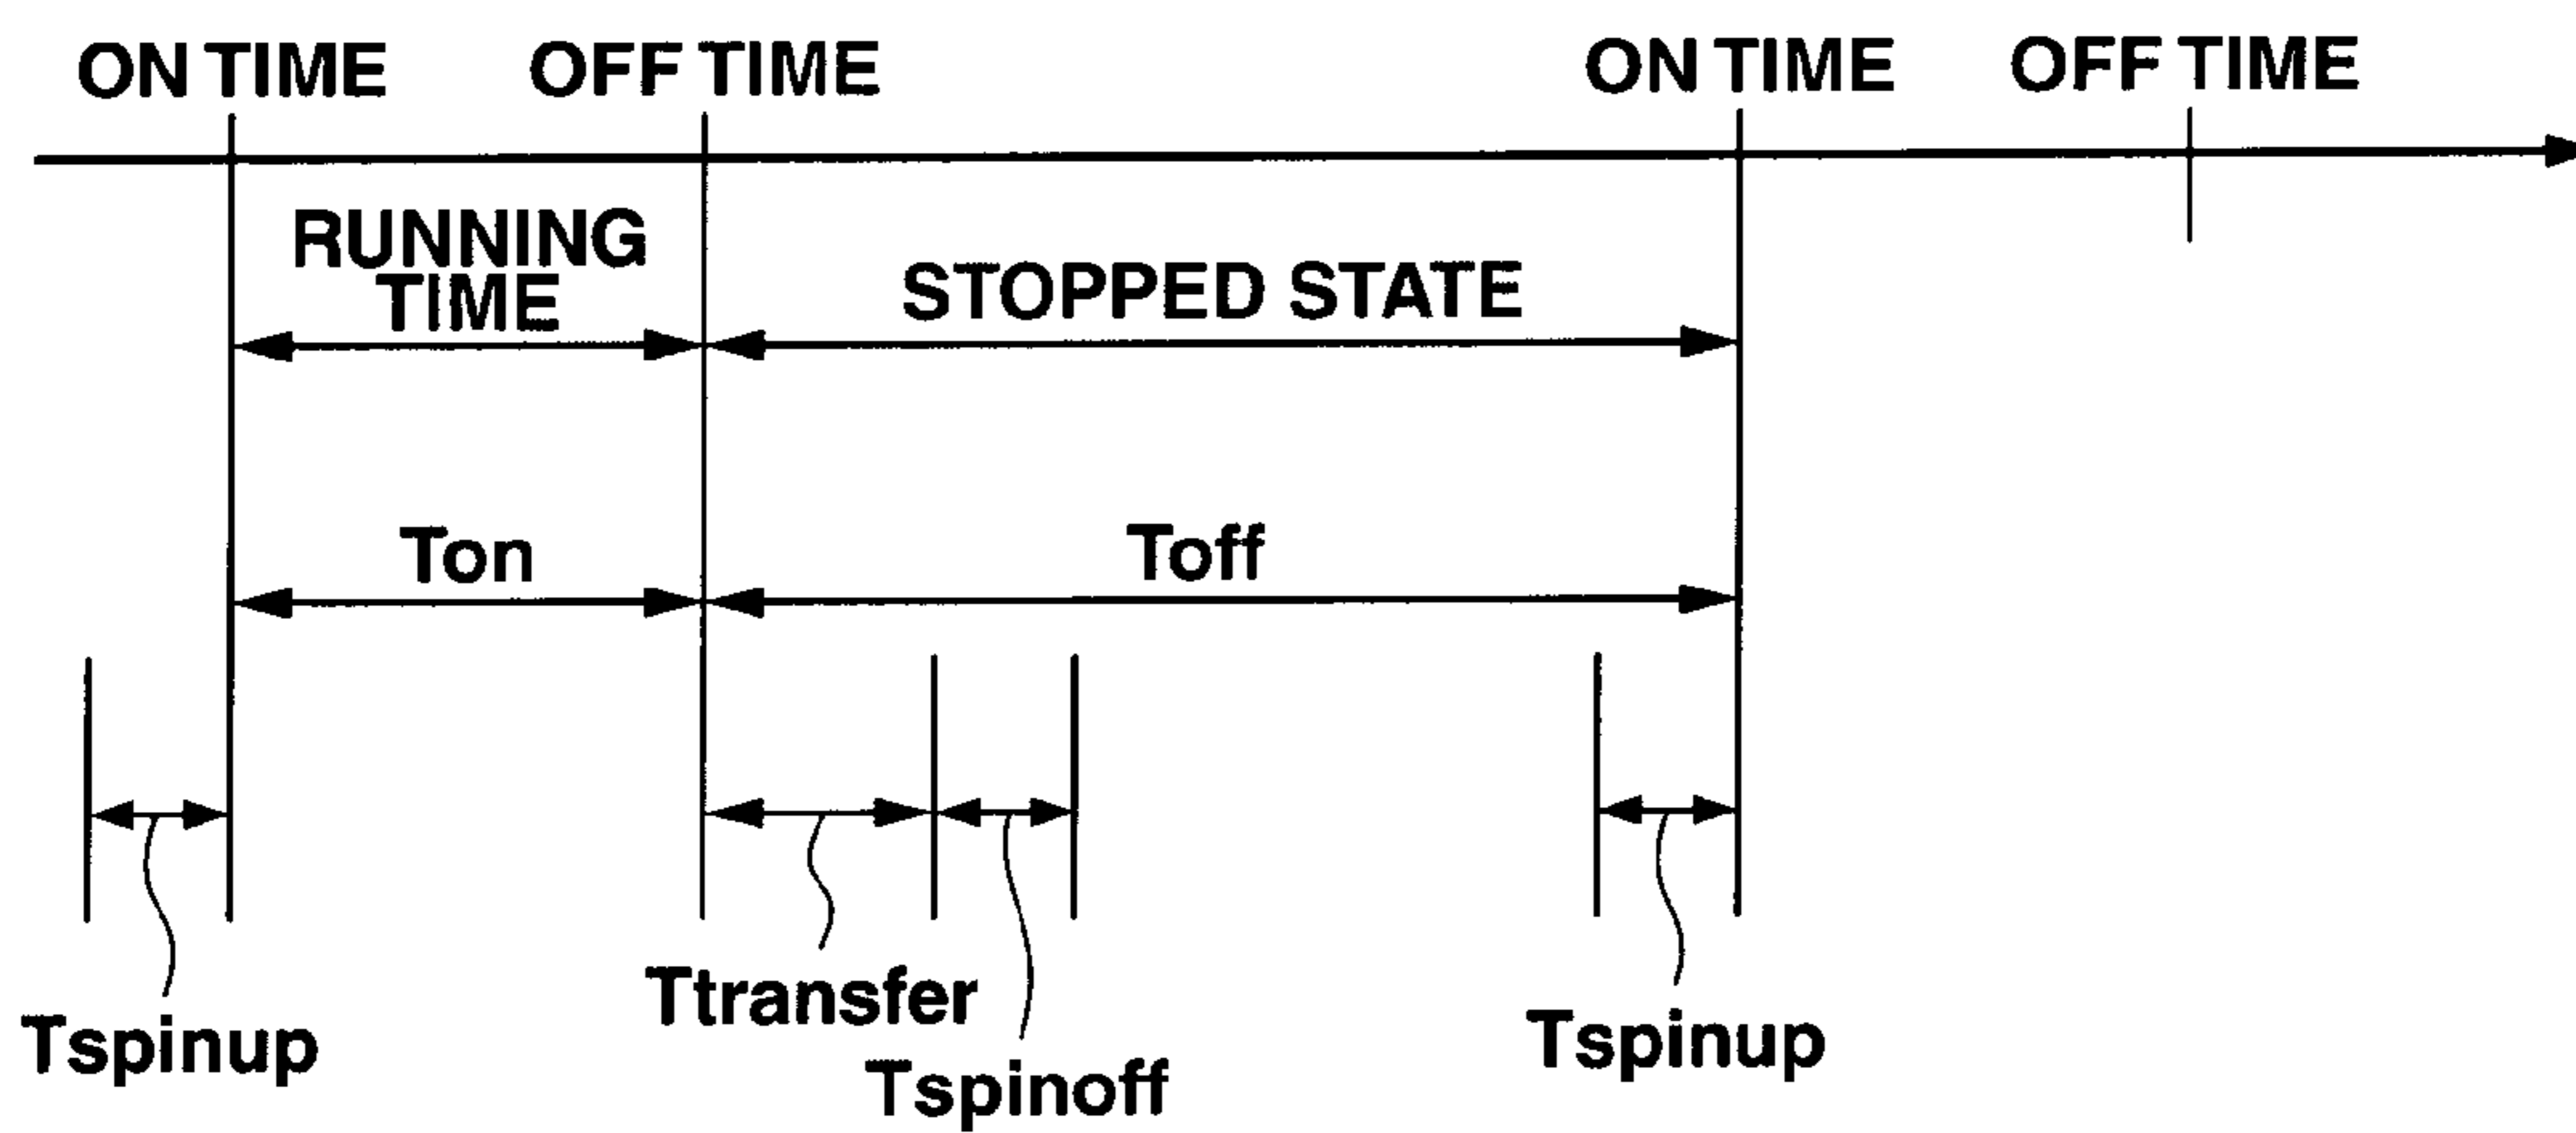 ON TIME
OFF TIME
ON TIME
OFF TIME
RUNNING
TIME
STOPPED STATE
Ton
Toff
Tspinup
Ttransfer
Tspinoff
Tspinup